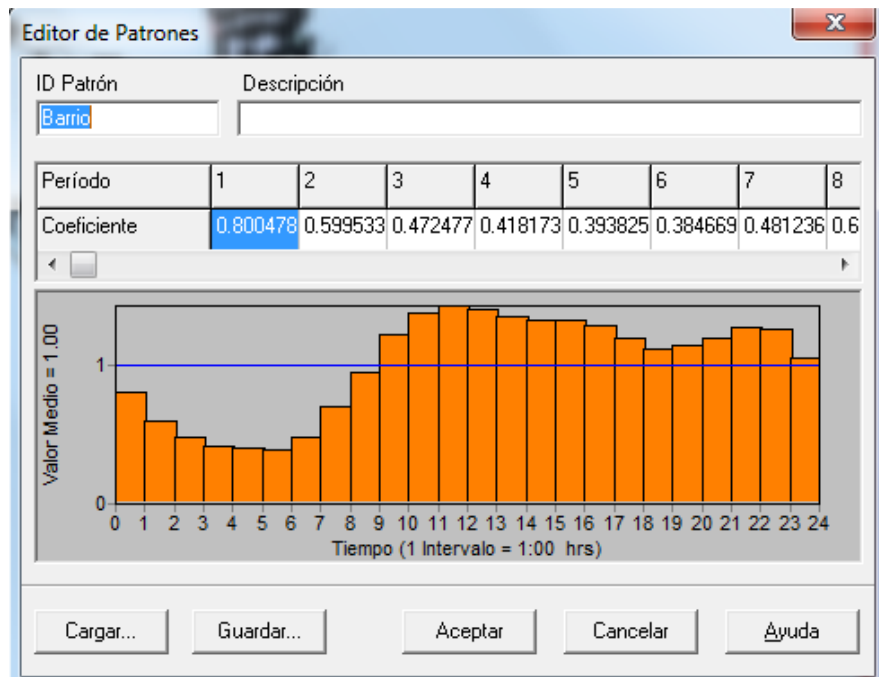 Editor de Patrones
ID Patrón Descripción
Barrio
Período 1 2 3 4 5 6 7 8
Coeficiente 0.800478 0.599533 0.472477 0.418173 0.393825 0.384669 0.481236 0.6
Valor Medio = 1.00
1
0
0 1 2 3 4 5 6 7 8 9 10 11 12 13 14 15 16 17 18 19 20 21 22 23 24
Tiempo (1 Intervalo = 1:00 hrs)
Cargar... Guardar... Aceptar Cancelar Ayuda